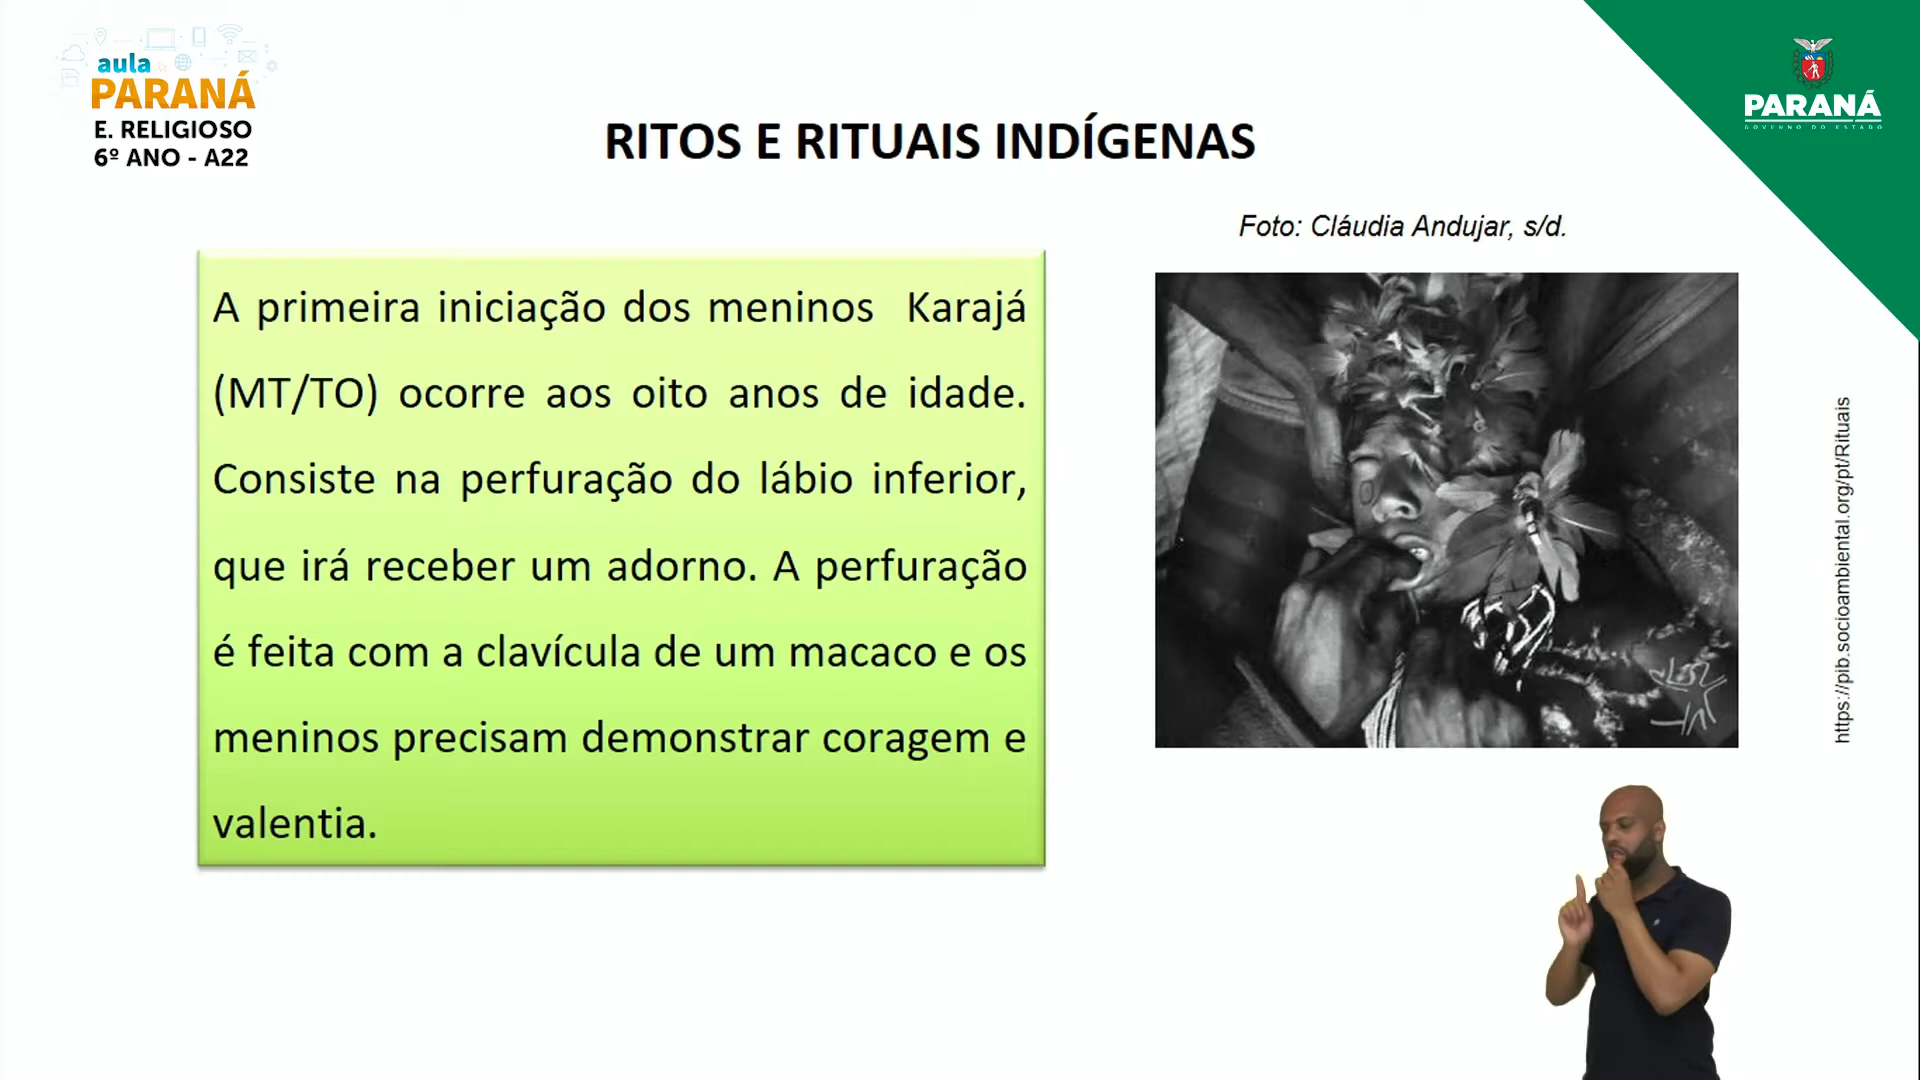 aula
PARANÁ
E. RELIGIOSO
6º ANO - A22
PARANÁ
GOVERNO DO ESTADO
RITOS E RITUAIS INDÍGENAS
Foto: Cláudia Andujar, s/d.
A primeira iniciação dos meninos Karajá
(MT/TO) ocorre aos oito anos de idade.
Consiste na perfuração do lábio inferior,
que irá receber um adorno. A perfuração
é feita com a clavícula de um macaco e os
meninos precisam demonstrar coragem e
valentia.
https://pib.socioambiental.org/pt/Rituais